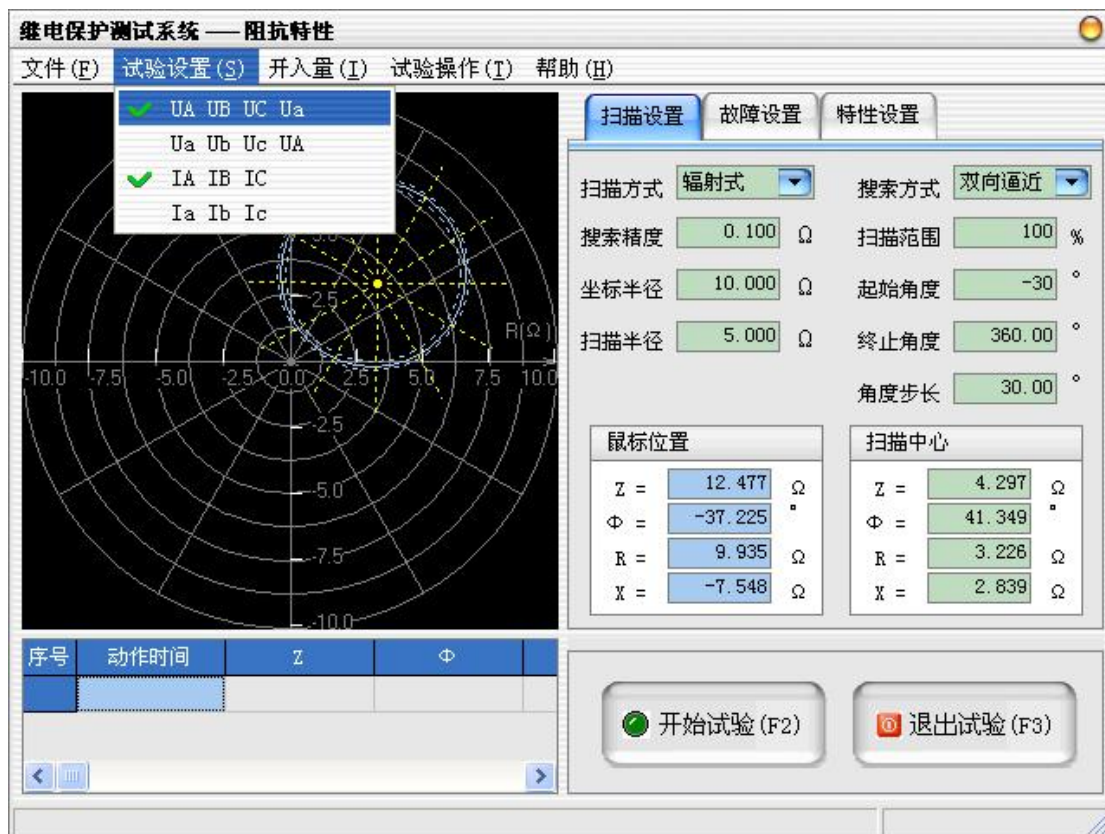 继电保护测试系统 —— 阻抗特性
文件(F) 试验设置(S) 开入量(I) 试验操作(T) 帮助(H)
UA UB UC Ua
Ua Ub Uc UA
IA IB IC
Ia Ib Ic
5.0
2.5
R(Ω)
-10.0 -7.5 -5.0 -2.5 0.0 2.5 5.0 7.5 10.0
-2.5
-5.0
-7.5
-10.0
扫描设置 故障设置 特性设置
扫描方式 辐射式 搜索方式 双向逼近
搜索精度 0.100 Ω 扫描范围 100 %
坐标半径 10.000 Ω 起始角度 -30 °
扫描半径 5.000 Ω 终止角度 360.00 °
角度步长 30.00 °
鼠标位置 扫描中心
Z = 12.477 Ω Z = 4.297 Ω
Φ = -37.225 ° Φ = 41.349 °
R = 9.935 Ω R = 3.226 Ω
X = -7.548 Ω X = 2.839 Ω
序号 动作时间 Z Φ
开始试验(F2) 退出试验(F3)